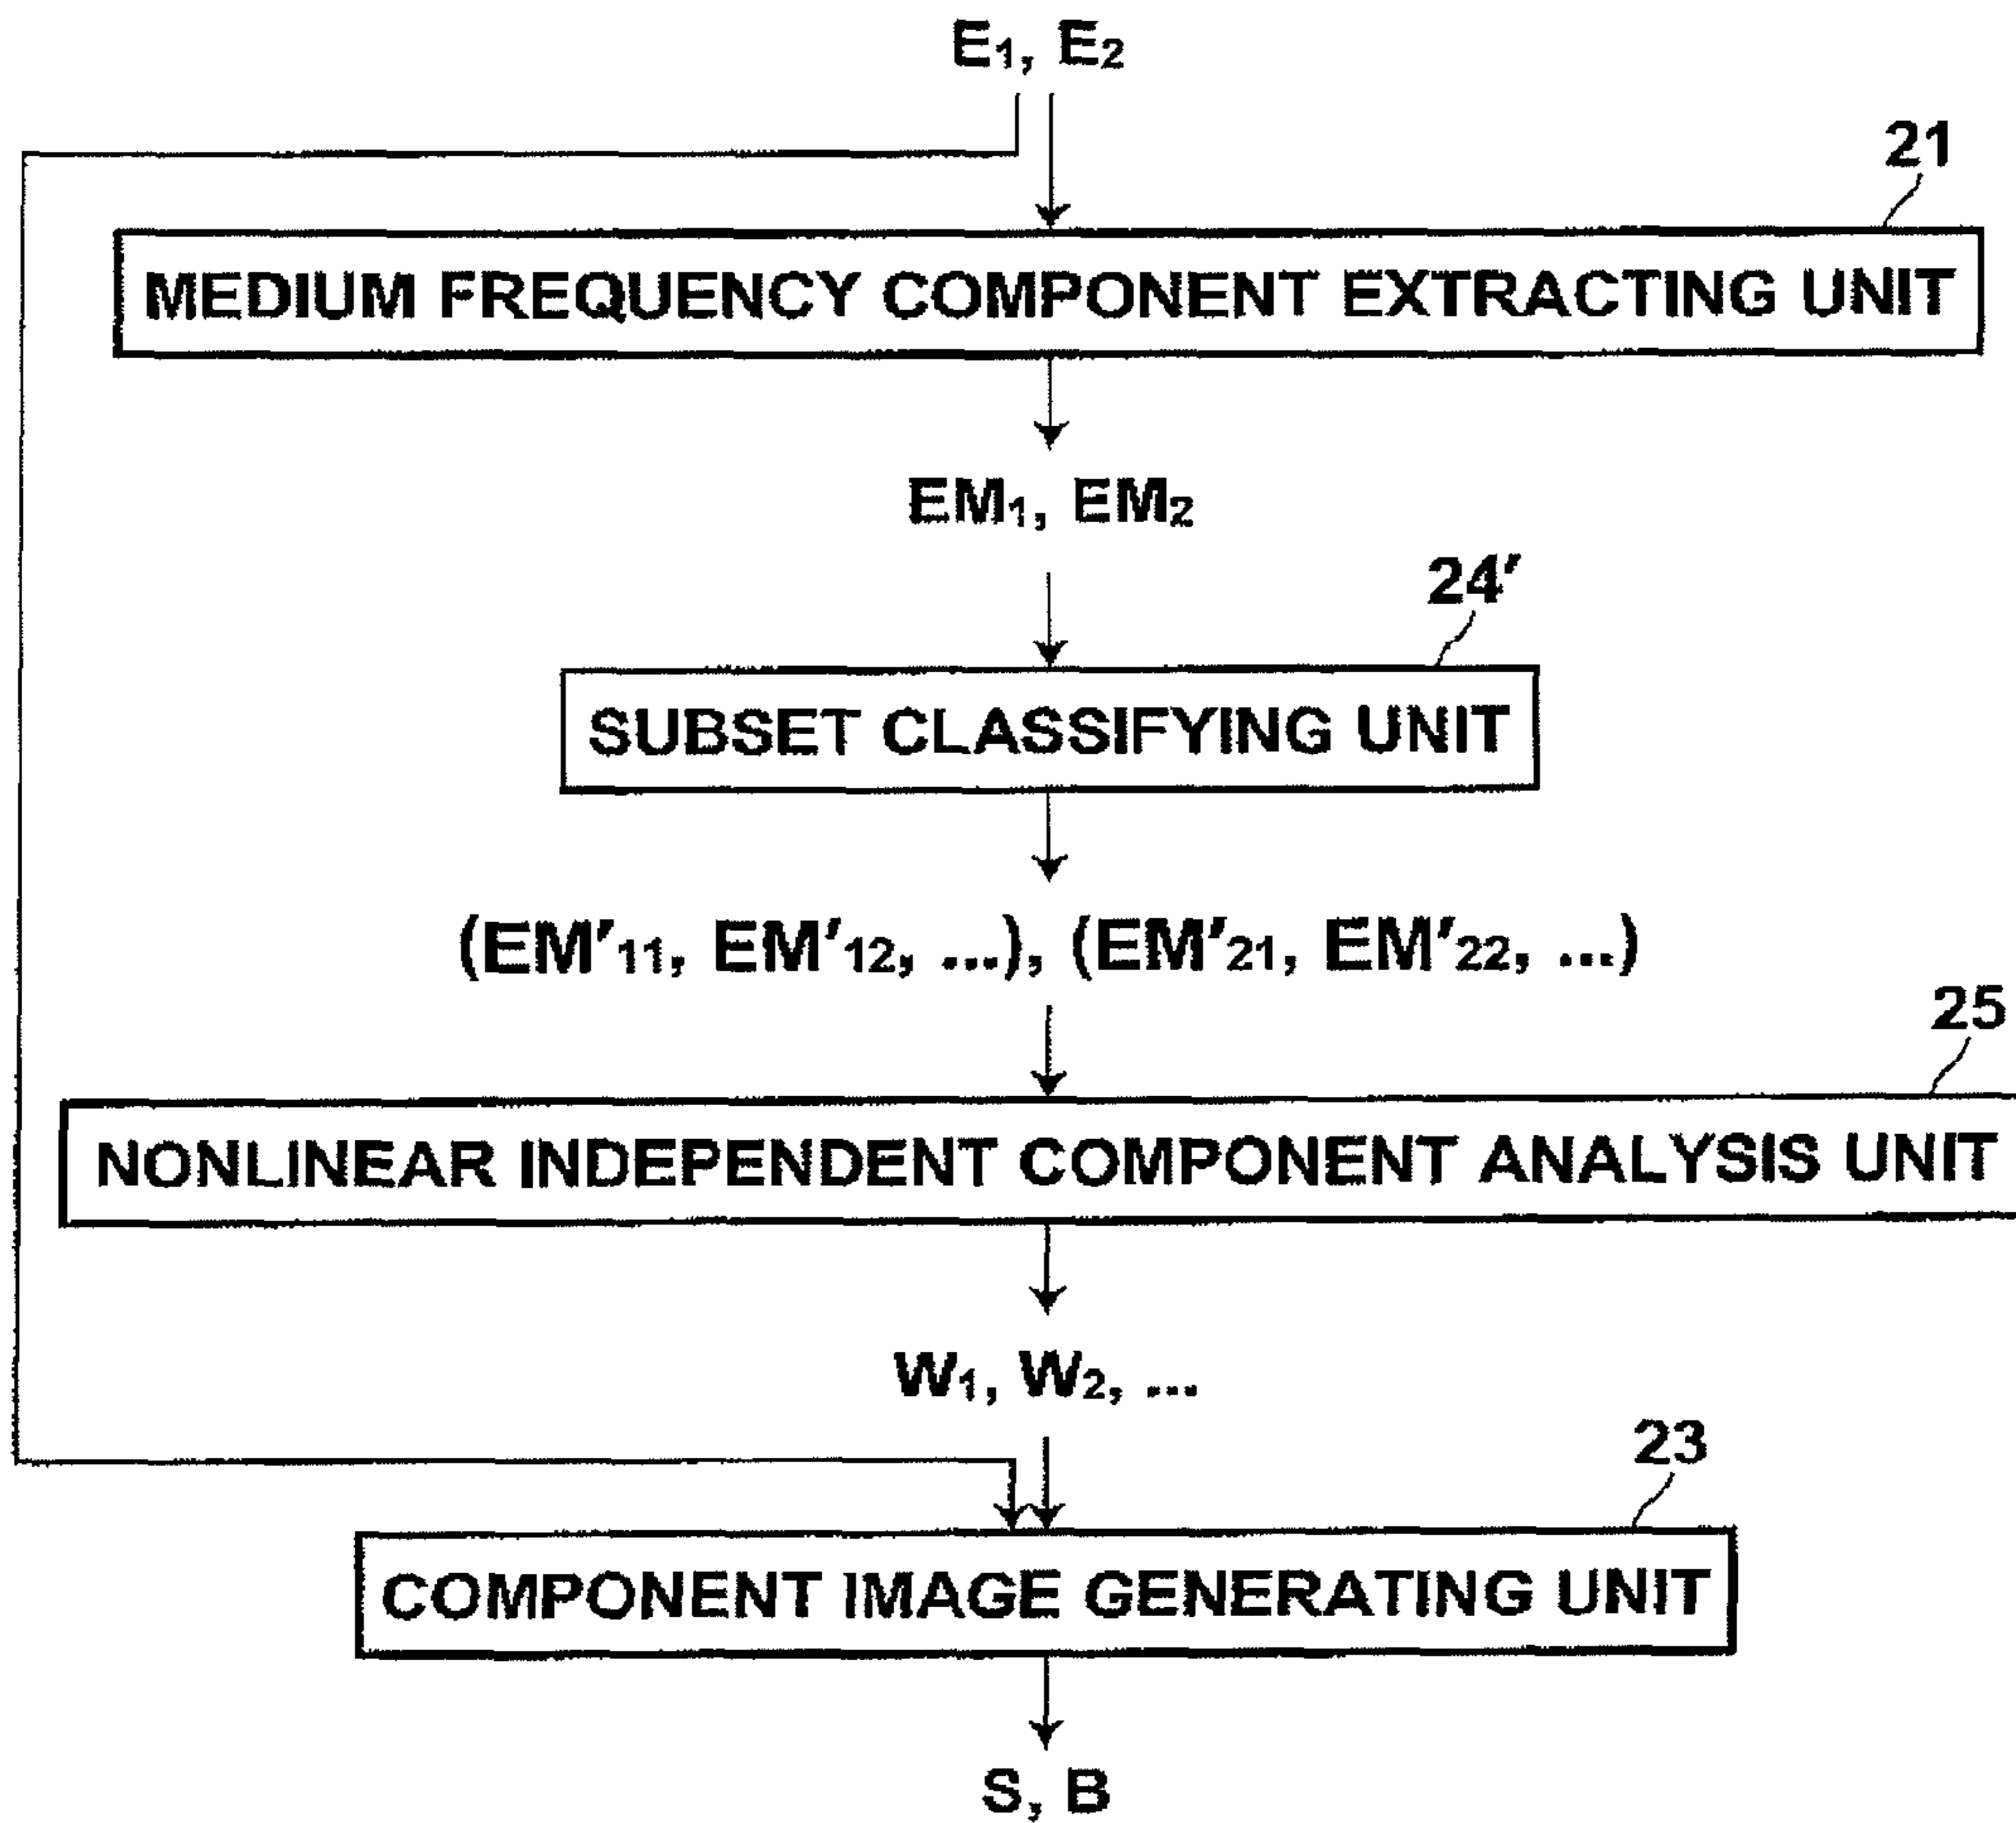 E₁, E₂
21
MEDIUM FREQUENCY COMPONENT EXTRACTING UNIT
EM₁, EM₂
24′
SUBSET CLASSIFYING UNIT
(EM′₁₁, EM′₁₂, ...), (EM′₂₁, EM′₂₂, ...)
25
NONLINEAR INDEPENDENT COMPONENT ANALYSIS UNIT
W₁, W₂, ...
23
COMPONENT IMAGE GENERATING UNIT
S, B